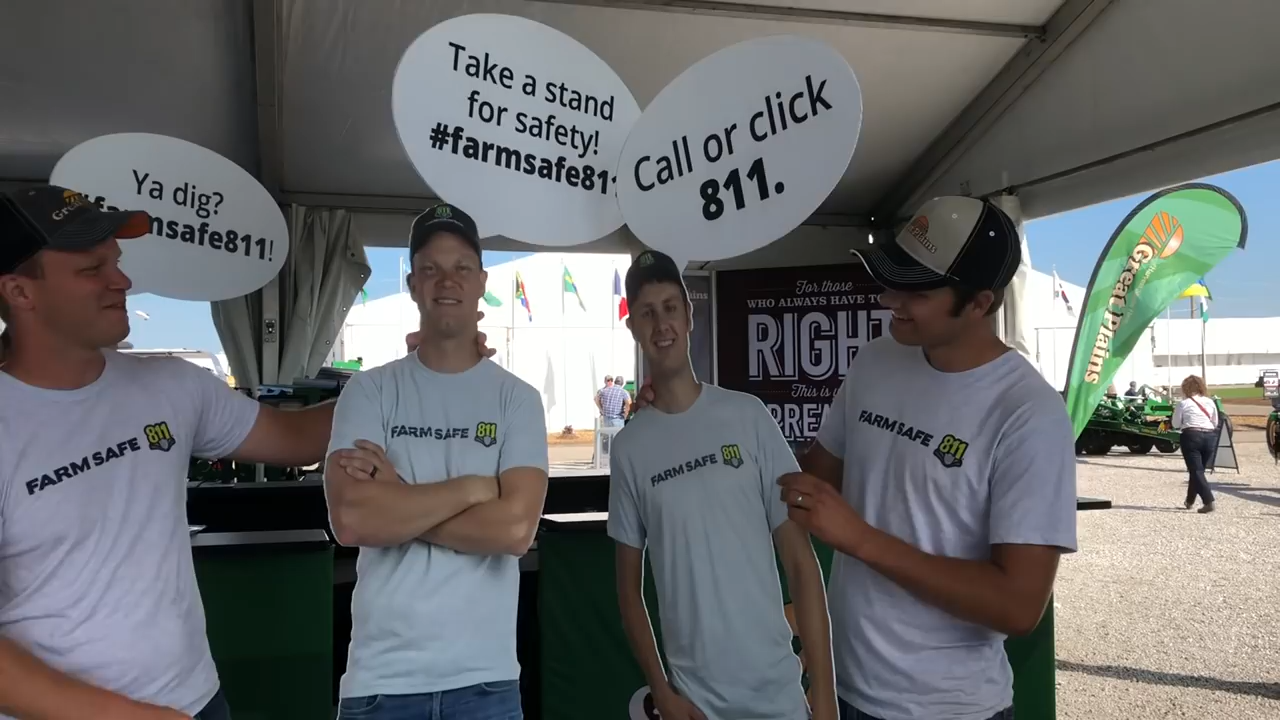 Take a stand
for safety!
#farmsafe811
Call or click
811.
Ya dig?
#farmsafe811!
For those
WHO ALWAYS HAVE TO
RIGHT
This is
Great Plains
FARM SAFE 811
FARM SAFE 811
FARM SAFE 811
FARM SAFE 811